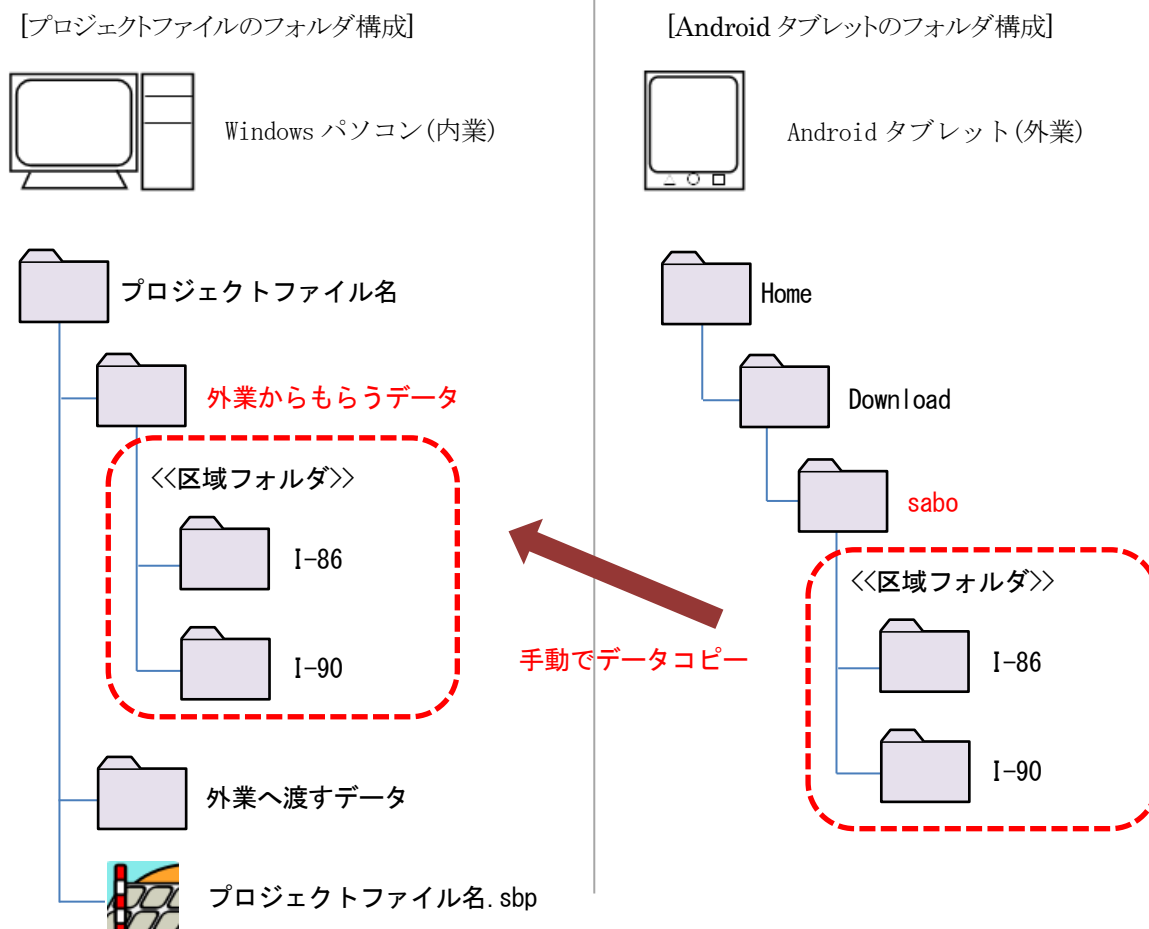 [プロジェクトファイルのフォルダ構成]
Windows パソコン(内業)
プロジェクトファイル名
外業からもらうデータ
<<区域フォルダ>>
I-86
I-90
外業へ渡すデータ
プロジェクトファイル名.sbp
手動でデータコピー
[Android タブレットのフォルダ構成]
Android タブレット(外業)
Home
Download
sabo
<<区域フォルダ>>
I-86
I-90